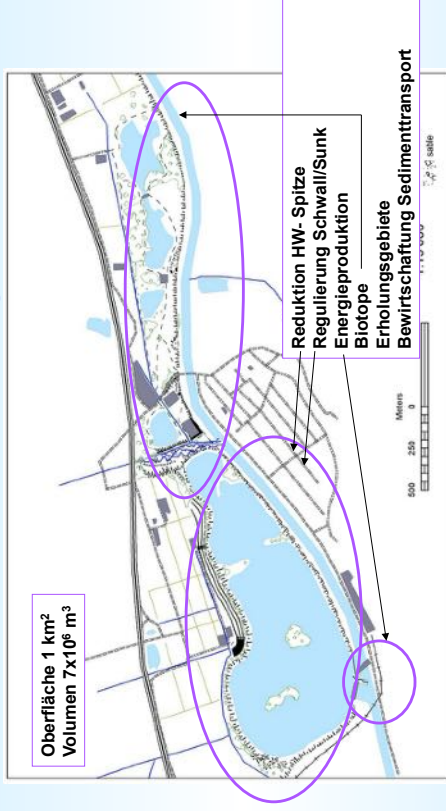 Oberfläche 1 km²
Volumen 7x10⁶ m³
Reduktion HW- Spitze
Regulierung Schwall/Sunk
Energieproduktion
Biotope
Erholungsgebiete
Bewirtschaftung Sedimenttransport
sable
Meters
500 250 0